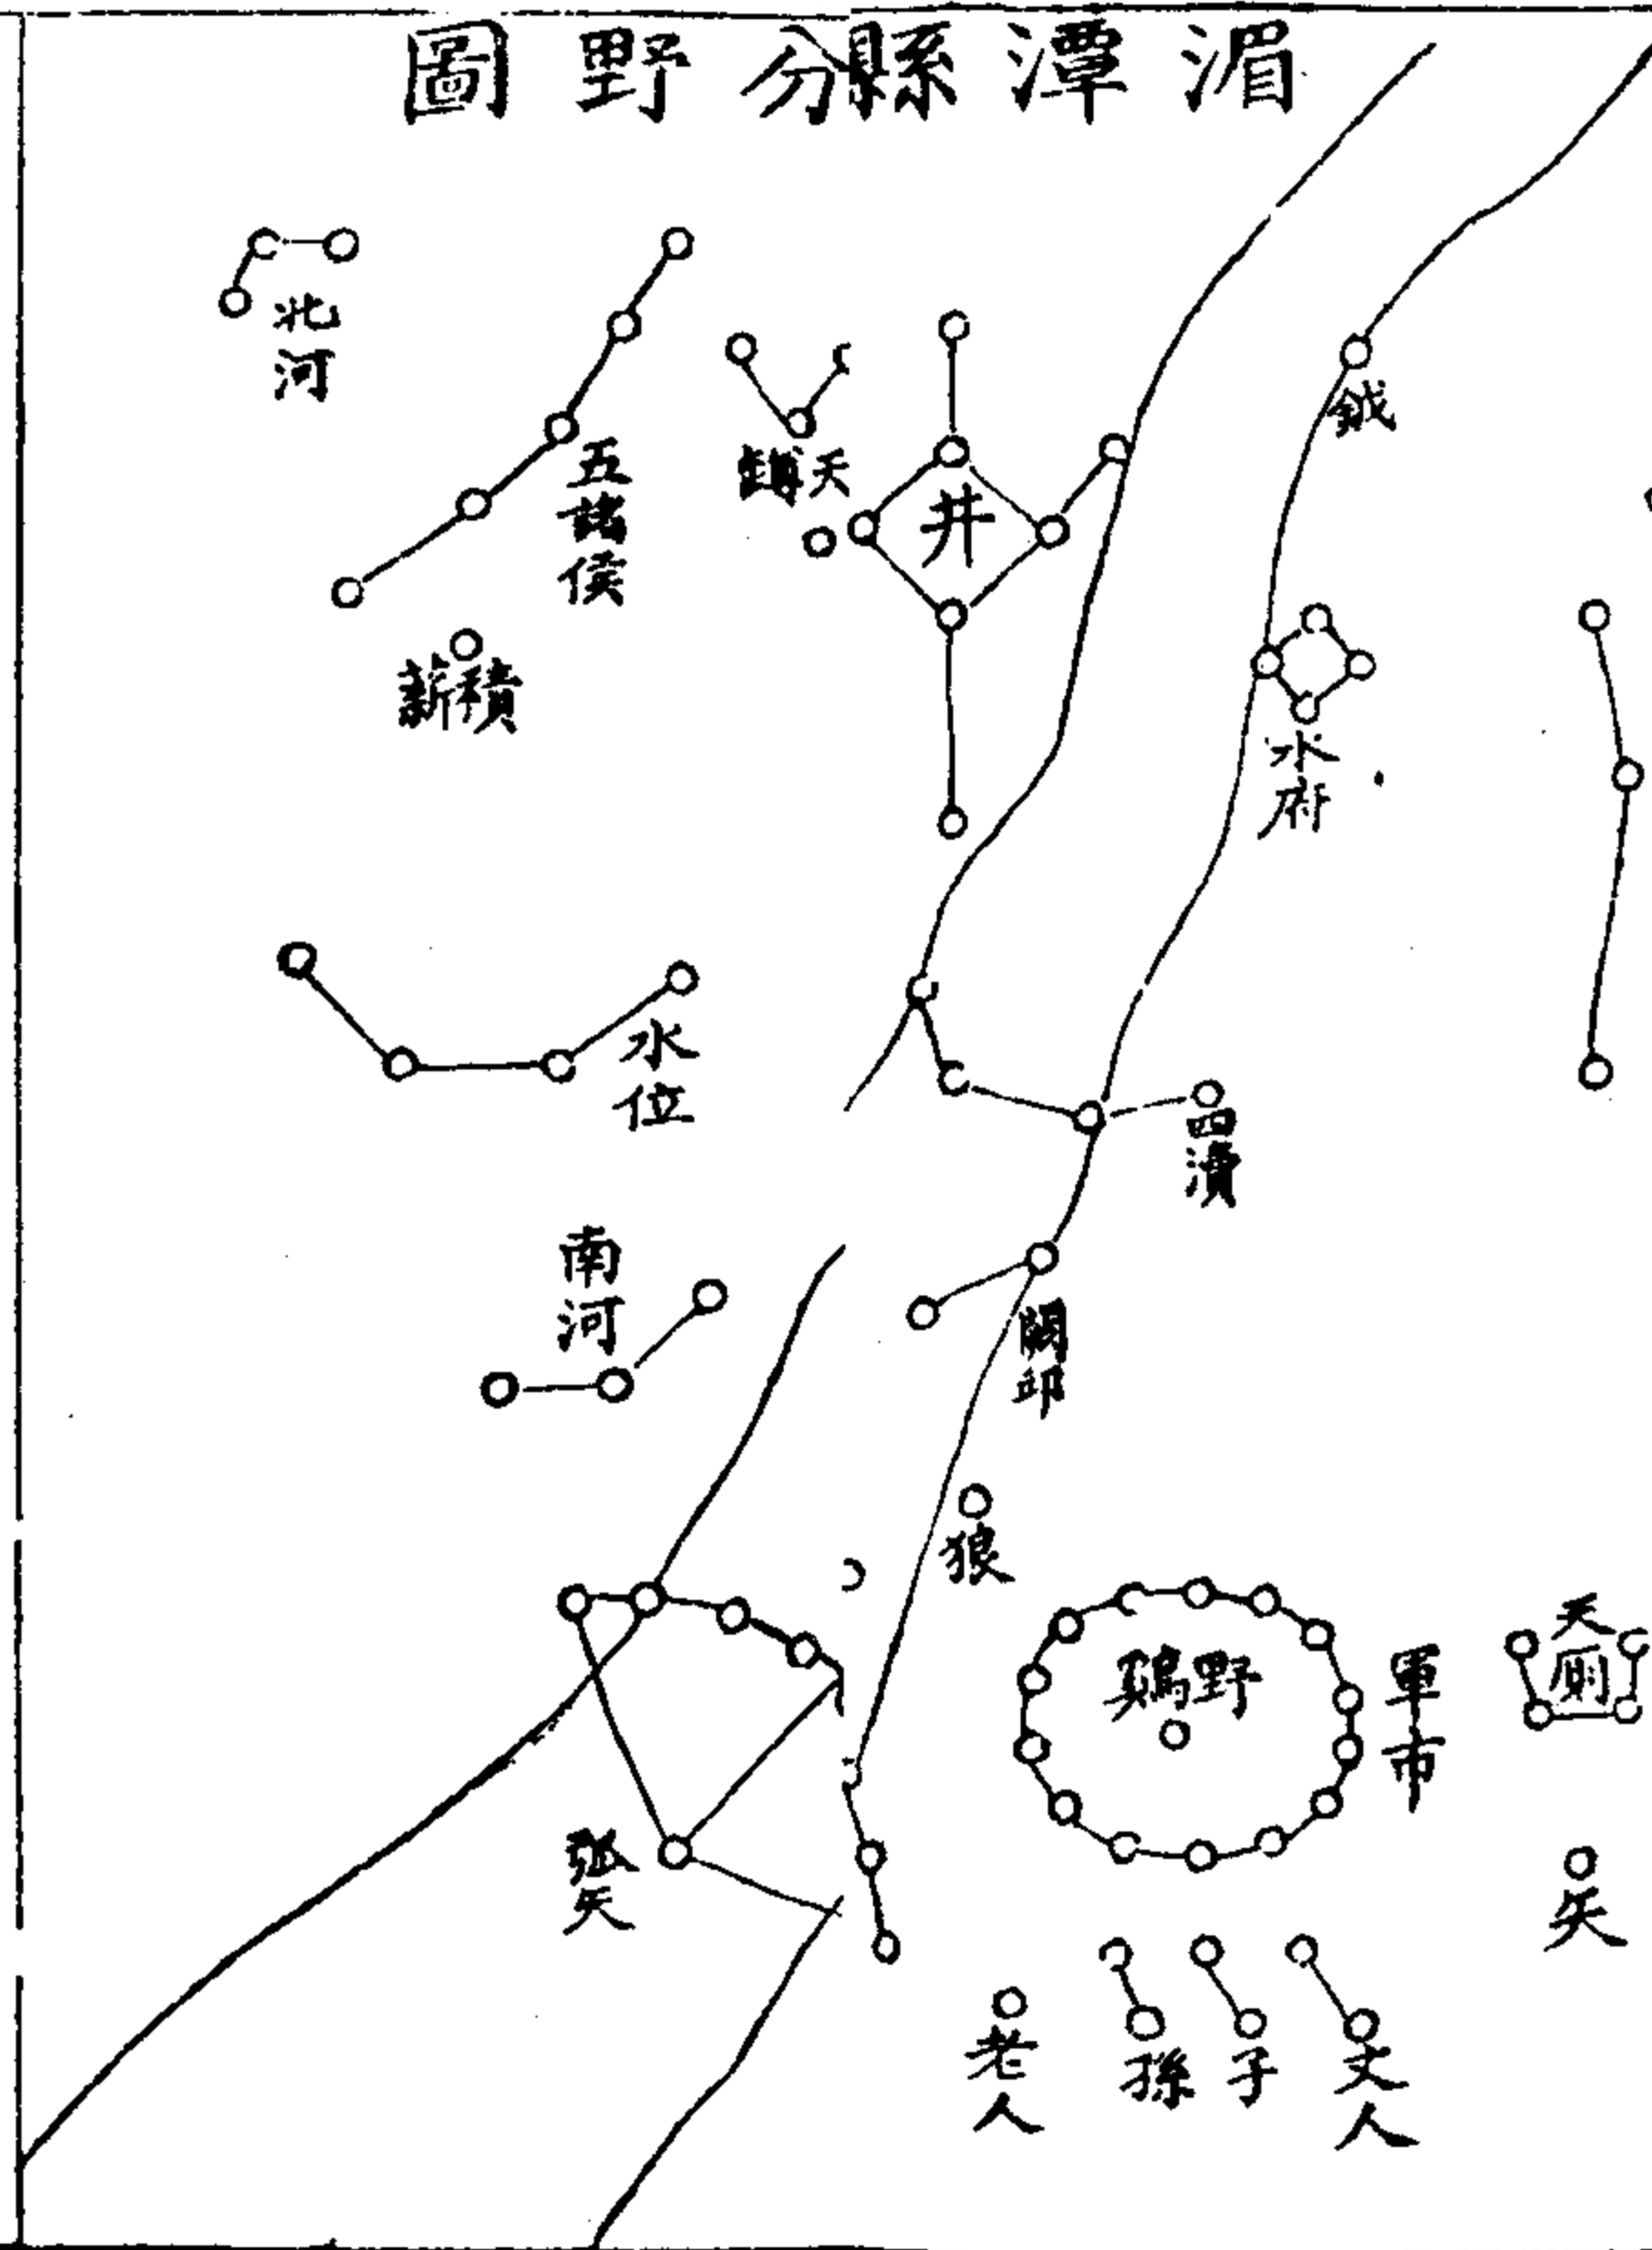 湄潭縣分野圖
北河
五諸侯
天罇
井
鉞
積薪
水府
水位
四瀆
南河
闕邱
狼
野鷄
軍市
天厠
弧矢
矢
老人
孫
子
丈人